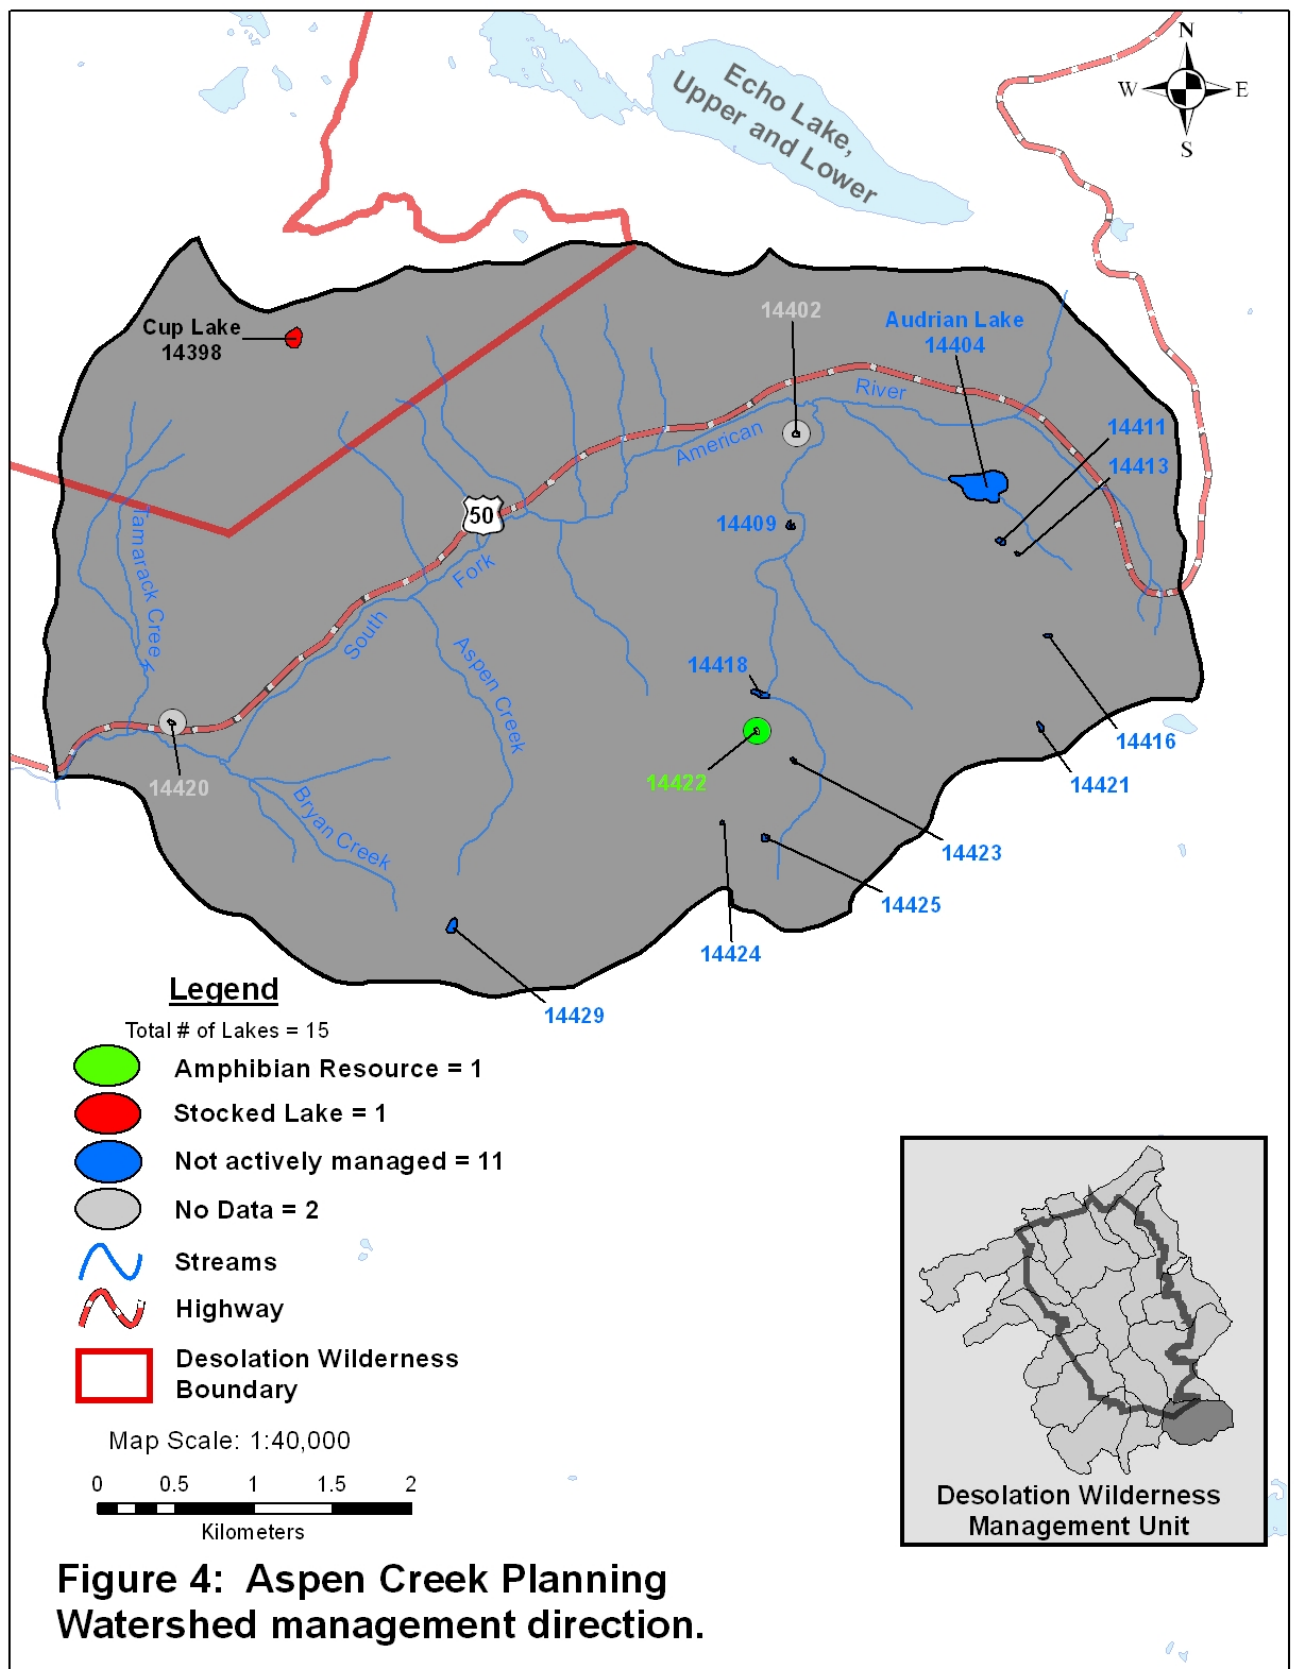 N
W E
S
Echo Lake,
Upper and Lower
Cup Lake
14398
14402
Audrian Lake
14404
River
American
14411
14413
50
14409
Fork
South
Tamarack Creek
Aspen Creek
14418
14416
14422
14421
14420
Bryan Creek
14423
14425
14424
14429
Legend
Total # of Lakes = 15
Amphibian Resource = 1
Stocked Lake = 1
Not actively managed = 11
No Data = 2
Streams
Highway
Desolation Wilderness
Boundary
Map Scale: 1:40,000
0 0.5 1 1.5 2
Kilometers
Desolation Wilderness
Management Unit
Figure 4: Aspen Creek Planning
Watershed management direction.